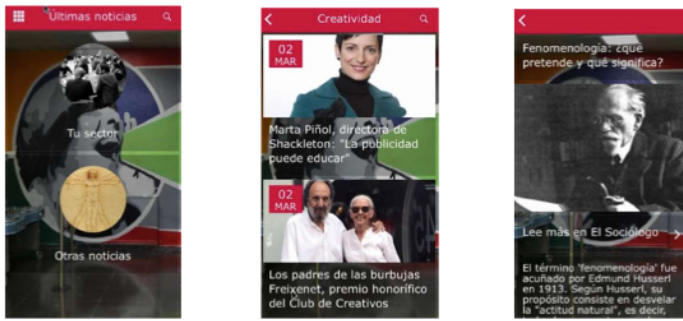 Últimas noticias
Tu sector
Otras noticias
Creatividad
02
MAR
Marta Piñol, directora de
Shackleton: "La publicidad
puede educar"
02
MAR
Los padres de las burbujas
Freixenet, premio honorífico
del Club de Creativos
Fenomenología: ¿qué
pretende y qué significa?
Lee más en El Sociólogo
El término 'fenomenología' fue
acuñado por Edmund Husserl
en 1913. Según Husserl, su
propósito consiste en desvelar
la "actitud natural", es decir,